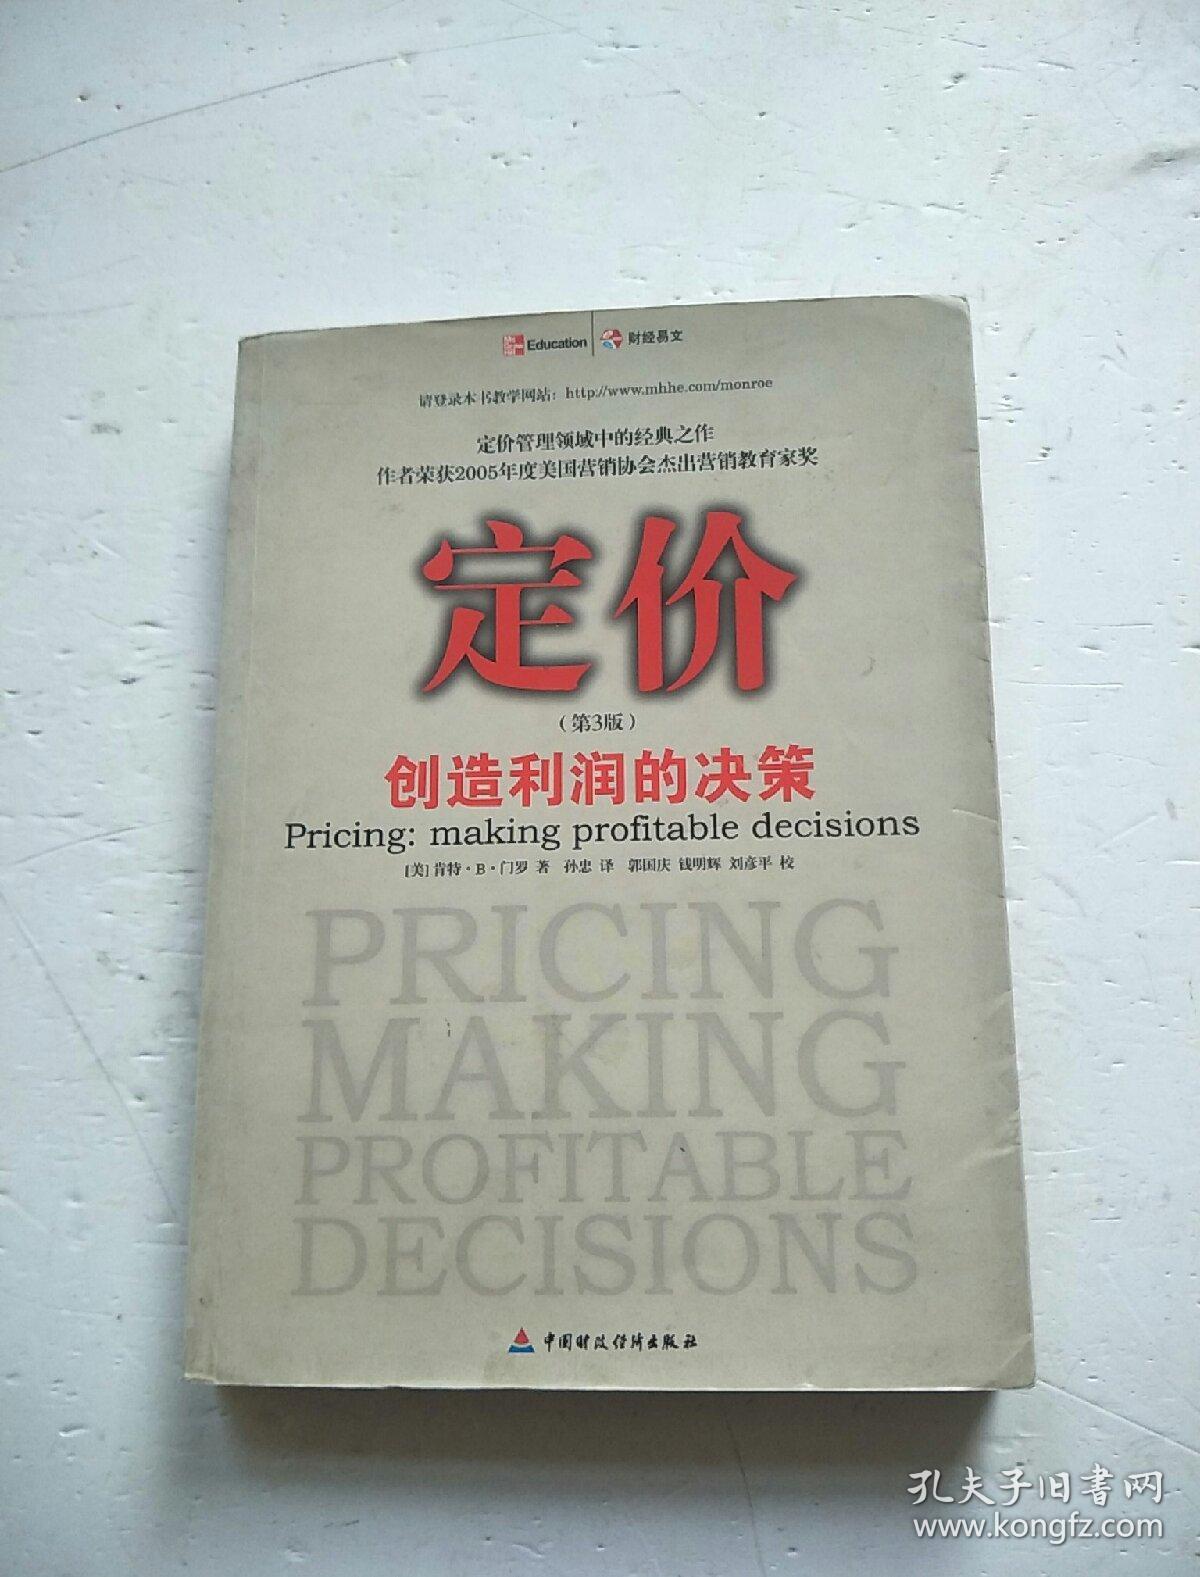 Mc Graw Hill Education 财经易文
请登录本书教学网站：http://www.mhhe.com/monroe
定价管理领域中的经典之作
作者荣获2005年度美国营销协会杰出营销教育家奖
定价
（第3版）
创造利润的决策
Pricing: making profitable decisions
[美]肯特·B·门罗 著 孙忠 译 郭国庆 钱明辉 刘彦平 校
PRICING
MAKING
PROFITABLE
DECISIONS
中国财政经济出版社
孔夫子旧书网
www.kongfz.com